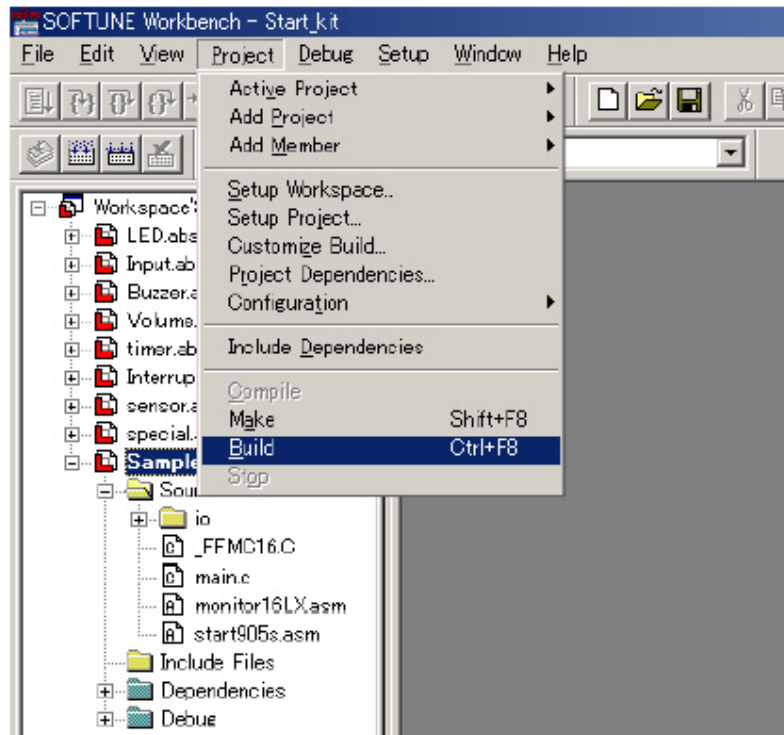 SOFTUNE Workbench - Start_kit
File Edit View Project Debug Setup Window Help
Active Project
Add Project
Add Member
Setup Workspace..
Setup Project...
Customize Build...
Project Dependencies...
Configuration
Include Dependencies
Compile
Make Shift+F8
Build Ctrl+F8
Stop
Workspace'
LED.abs
Input.ab
Buzzer.a
Volume.
timer.ab
Interrup
sensor.a
special.
Sample
Sour
io
_FFMC16.C
main.c
monitor16LX.asm
start905s.asm
Include Files
Dependencies
Debug